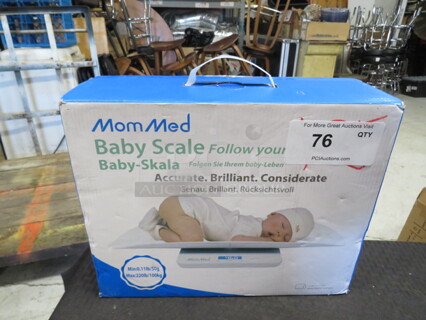 MomMed
Baby Scale Follow your
Baby-Skala Folgen Sie Ihrem baby-Leben
Accurate. Brilliant. Considerate
Genau. Brillant. Rücksichtsvoll
For More Great Auctions Visit
76 QTY
PCIAuctions.com
MomMed